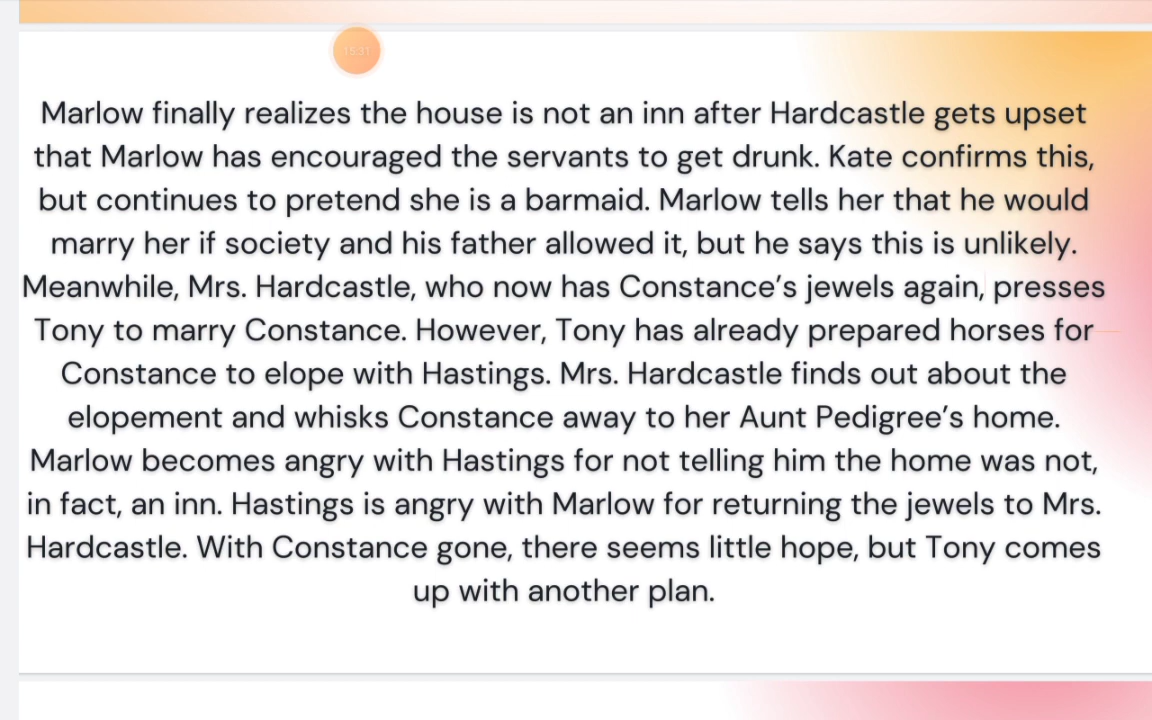 15:31
Marlow finally realizes the house is not an inn after Hardcastle gets upset
that Marlow has encouraged the servants to get drunk. Kate confirms this,
but continues to pretend she is a barmaid. Marlow tells her that he would
marry her if society and his father allowed it, but he says this is unlikely.
Meanwhile, Mrs. Hardcastle, who now has Constance’s jewels again, presses
Tony to marry Constance. However, Tony has already prepared horses for
Constance to elope with Hastings. Mrs. Hardcastle finds out about the
elopement and whisks Constance away to her Aunt Pedigree’s home.
Marlow becomes angry with Hastings for not telling him the home was not,
in fact, an inn. Hastings is angry with Marlow for returning the jewels to Mrs.
Hardcastle. With Constance gone, there seems little hope, but Tony comes
up with another plan.